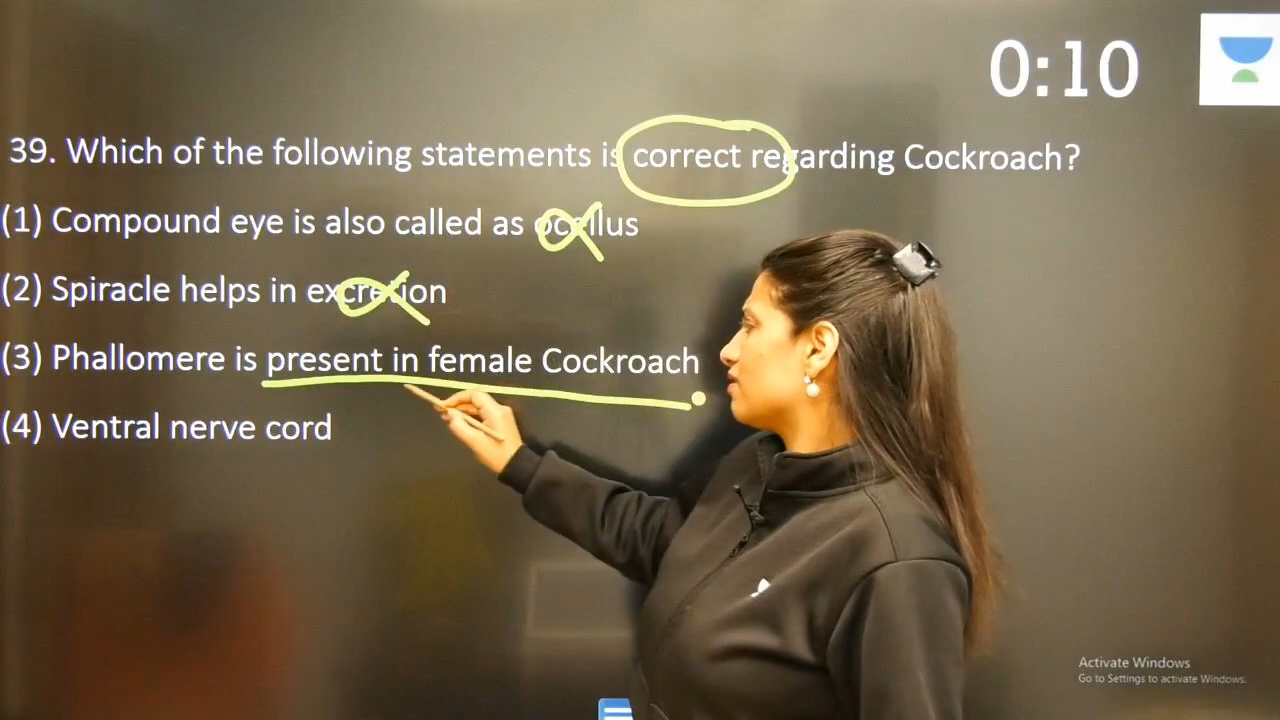 0:10
39. Which of the following statements is correct regarding Cockroach?
(1) Compound eye is also called as ocellus
(2) Spiracle helps in excretion
(3) Phallomere is present in female Cockroach
(4) Ventral nerve cord
Activate Windows
Go to Settings to activate Windows.